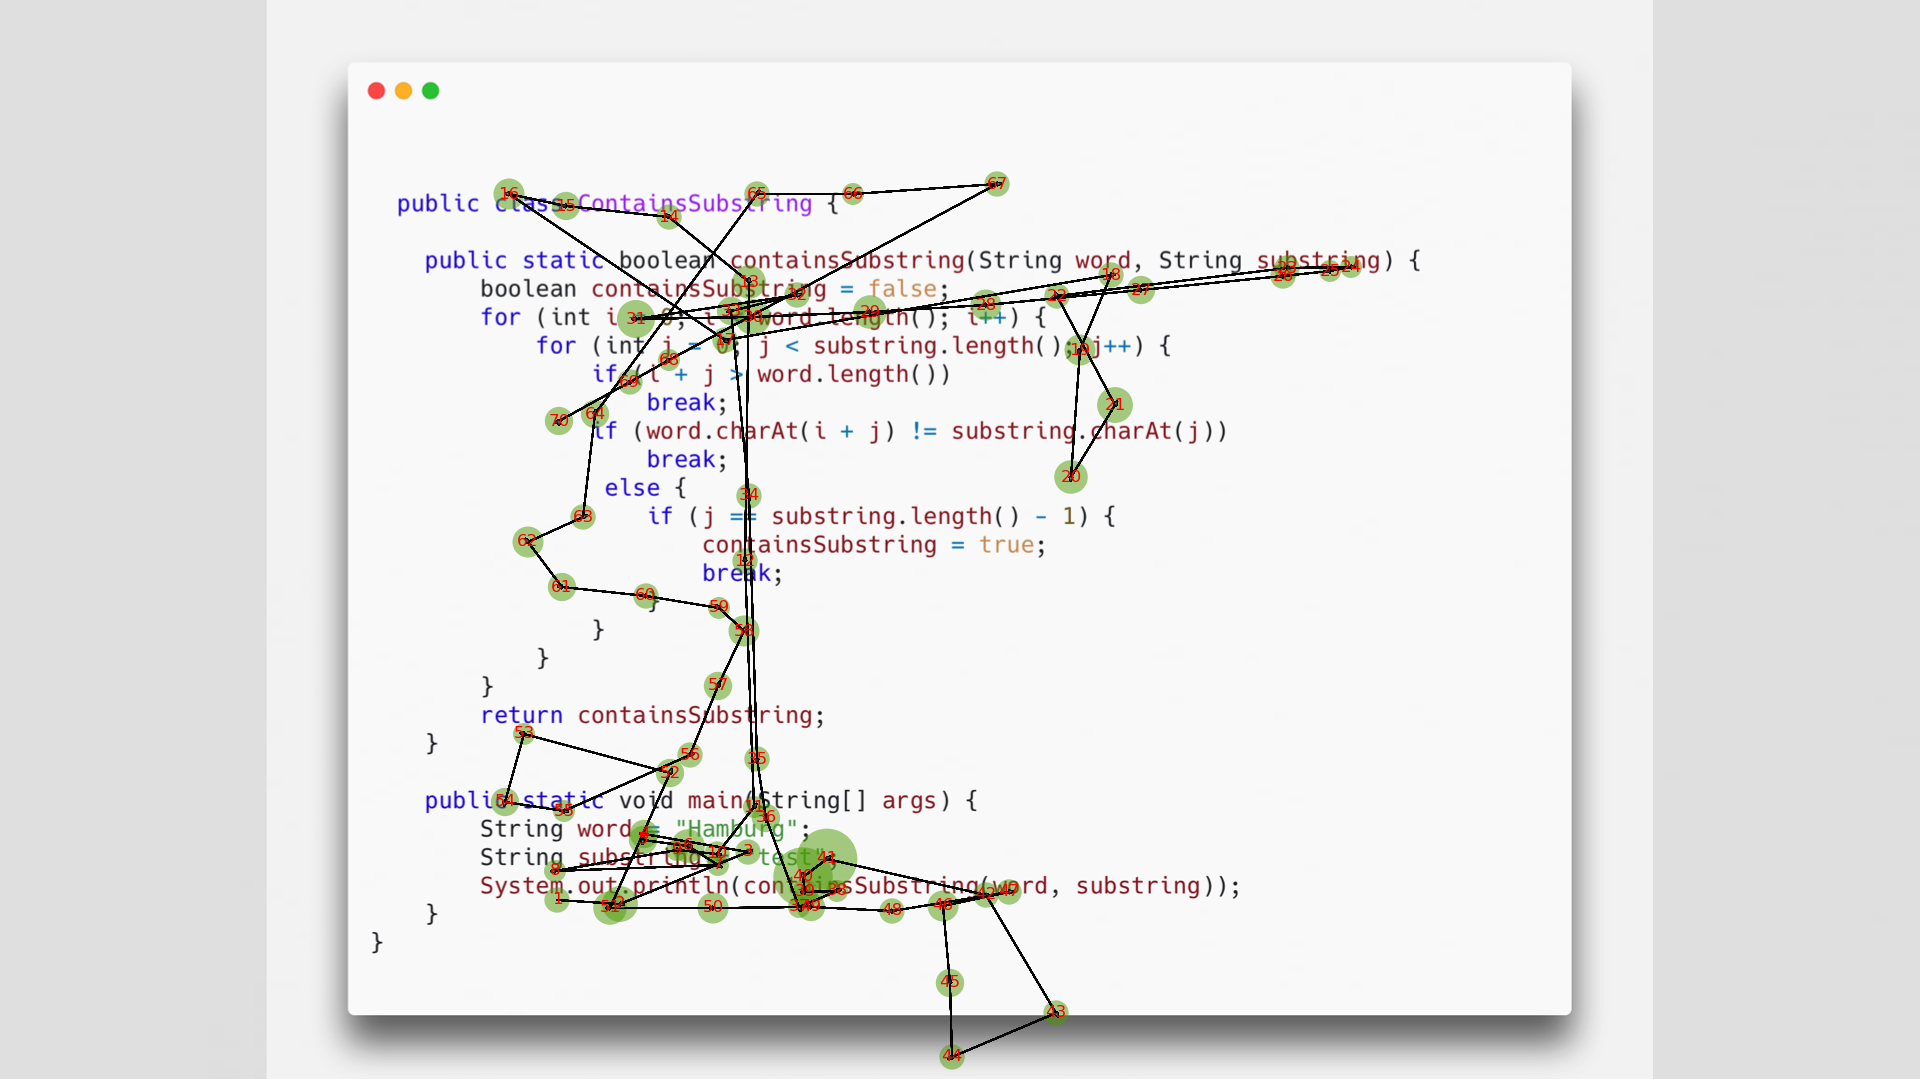 public class ContainsSubstring {
public static boolean containsSubstring(String word, String substring) {
boolean containsSubstring = false;
for (int i = 0; i < word.length(); i++) {
for (int j = 0; j < substring.length(); j++) {
if (i + j > word.length())
break;
if (word.charAt(i + j) != substring.charAt(j))
break;
else {
if (j == substring.length() - 1) {
containsSubstring = true;
break;
}
}
}
}
return containsSubstring;
}
public static void main(String[] args) {
String word = "Hamburg";
String substring = "test";
System.out.println(containsSubstring(word, substring));
}
}